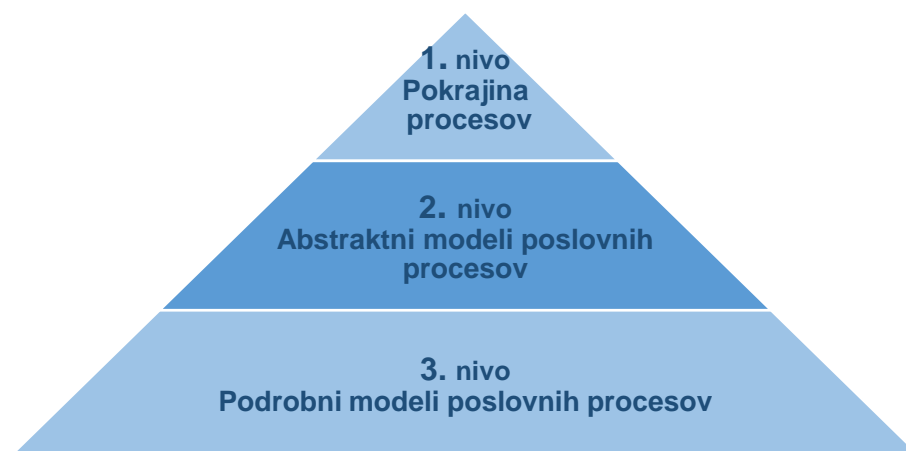 1. nivo
Pokrajina
procesov
2. nivo
Abstraktni modeli poslovnih
procesov
3. nivo
Podrobni modeli poslovnih procesov